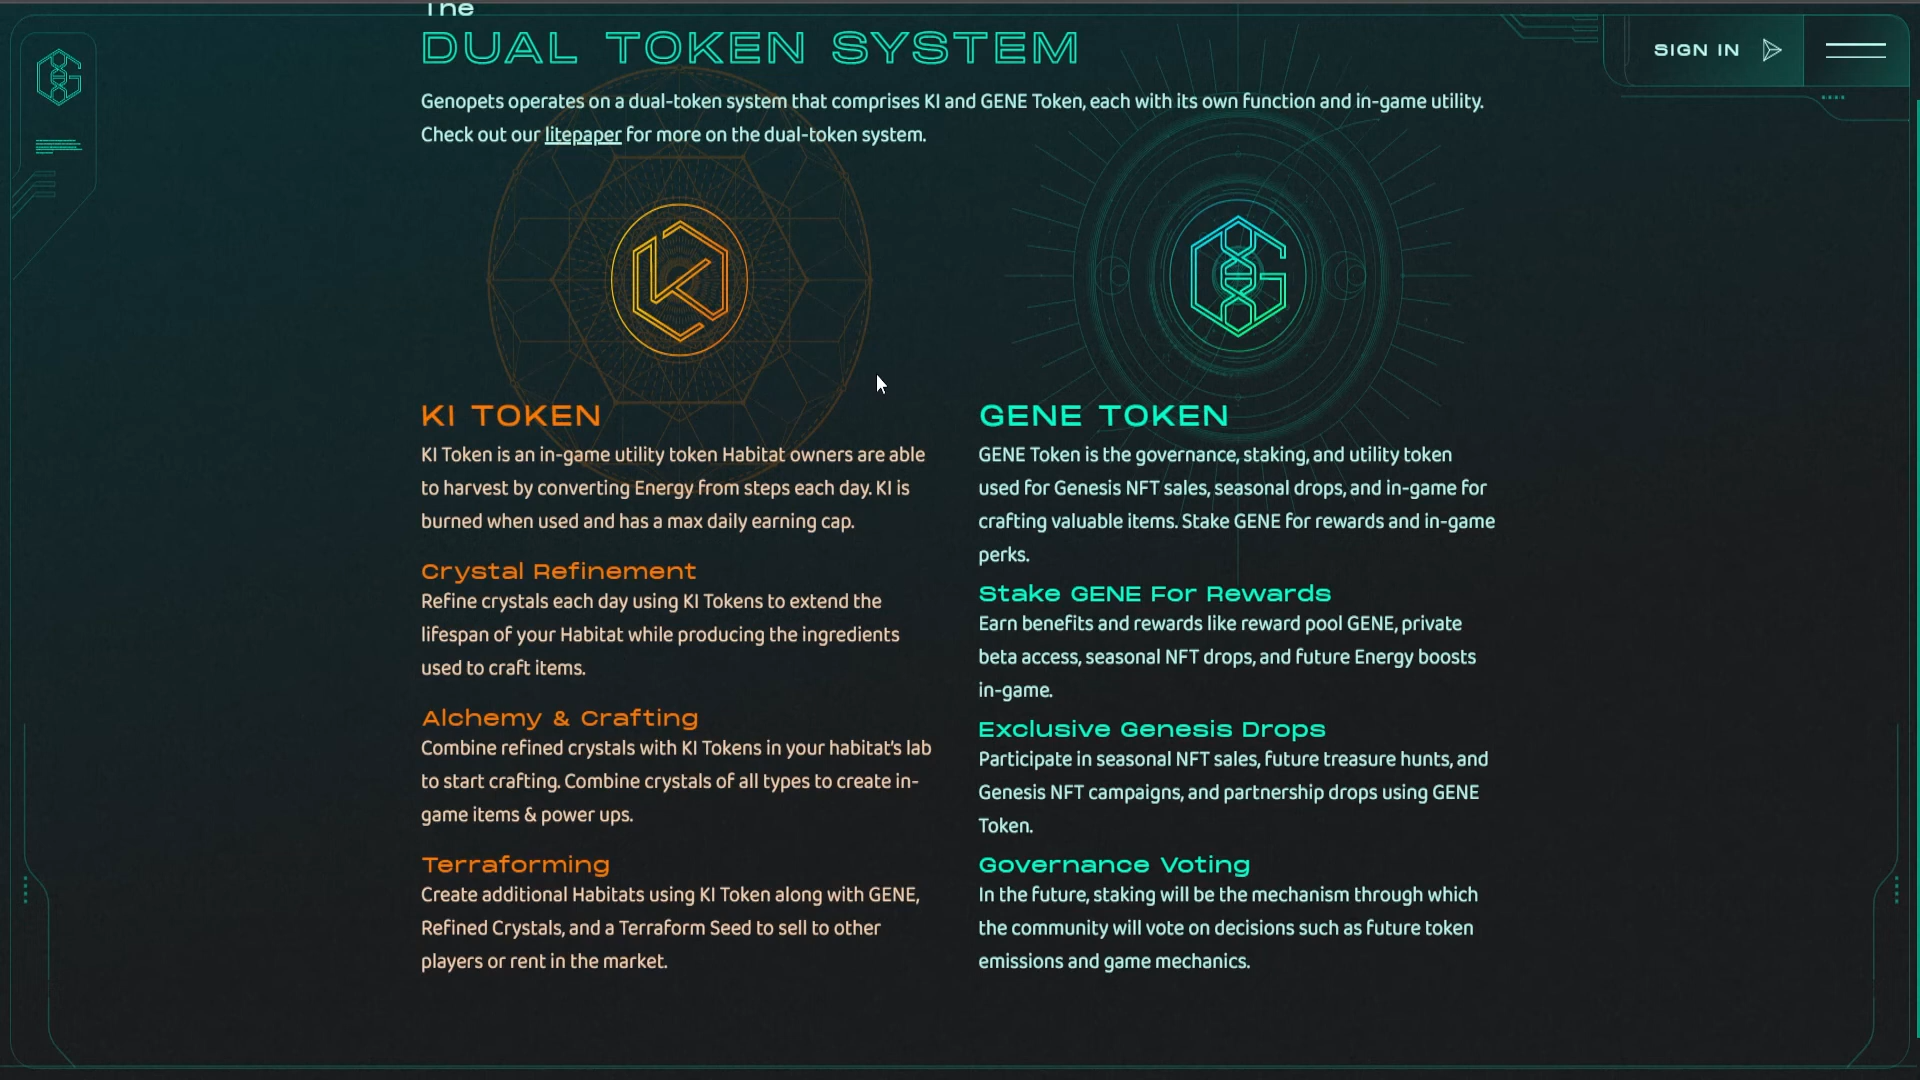 The
DUAL TOKEN SYSTEM
SIGN IN
Genopets operates on a dual-token system that comprises KI and GENE Token, each with its own function and in-game utility.
Check out our litepaper for more on the dual-token system.
KI TOKEN
KI Token is an in-game utility token Habitat owners are able
to harvest by converting Energy from steps each day. KI is
burned when used and has a max daily earning cap.
Crystal Refinement
Refine crystals each day using KI Tokens to extend the
lifespan of your Habitat while producing the ingredients
used to craft items.
Alchemy & Crafting
Combine refined crystals with KI Tokens in your habitat's lab
to start crafting. Combine crystals of all types to create in-
game items & power ups.
Terraforming
Create additional Habitats using KI Token along with GENE,
Refined Crystals, and a Terraform Seed to sell to other
players or rent in the market.
GENE TOKEN
GENE Token is the governance, staking, and utility token
used for Genesis NFT sales, seasonal drops, and in-game for
crafting valuable items. Stake GENE for rewards and in-game
perks.
Stake GENE For Rewards
Earn benefits and rewards like reward pool GENE, private
beta access, seasonal NFT drops, and future Energy boosts
in-game.
Exclusive Genesis Drops
Participate in seasonal NFT sales, future treasure hunts, and
Genesis NFT campaigns, and partnership drops using GENE
Token.
Governance Voting
In the future, staking will be the mechanism through which
the community will vote on decisions such as future token
emissions and game mechanics.